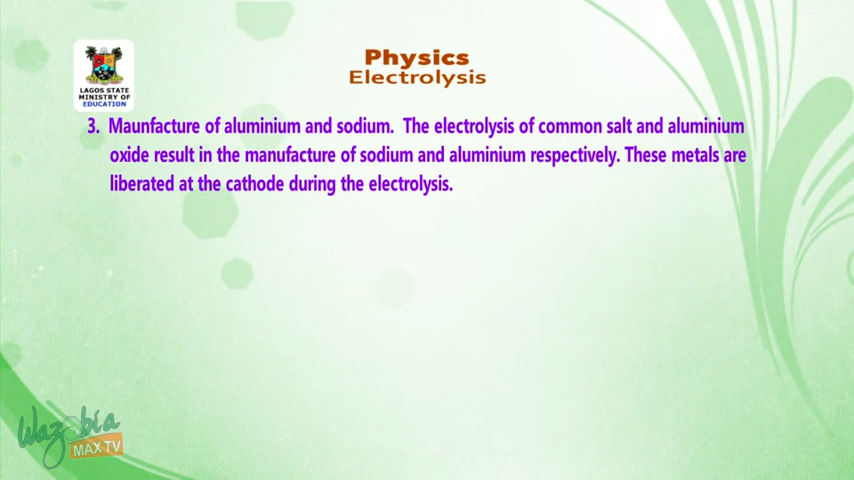 Physics
Electrolysis
LAGOS STATE
MINISTRY OF
EDUCATION
3. Maunfacture of aluminium and sodium. The electrolysis of common salt and aluminium
oxide result in the manufacture of sodium and aluminium respectively. These metals are
liberated at the cathode during the electrolysis.
Wazobia
MAX TV